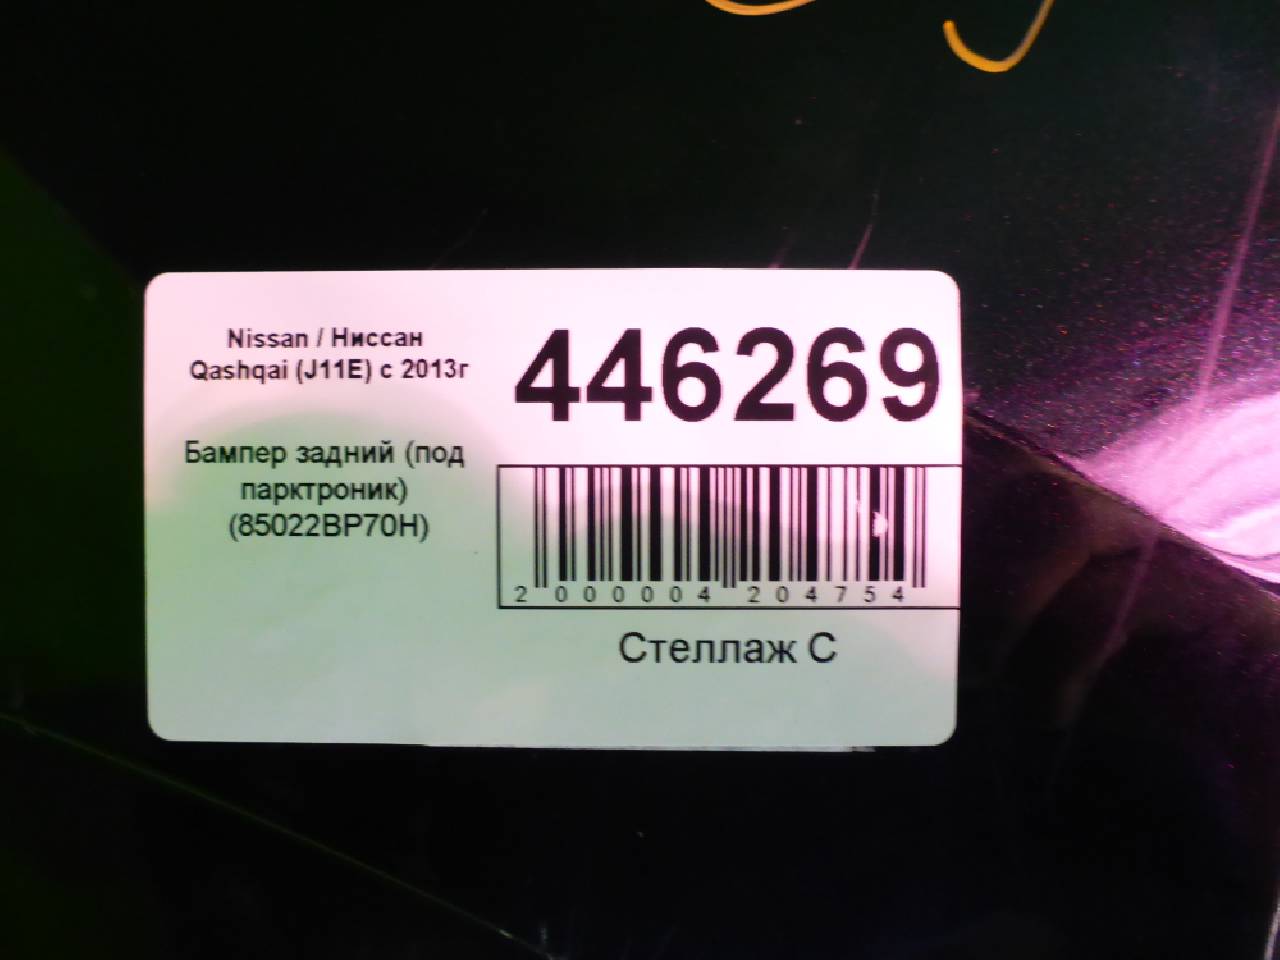 Nissan / Ниссан
Qashqai (J11E) с 2013г
446269
Бампер задний (под
парктроник)
(85022BP70H)
2 000004 204754
Стеллаж С